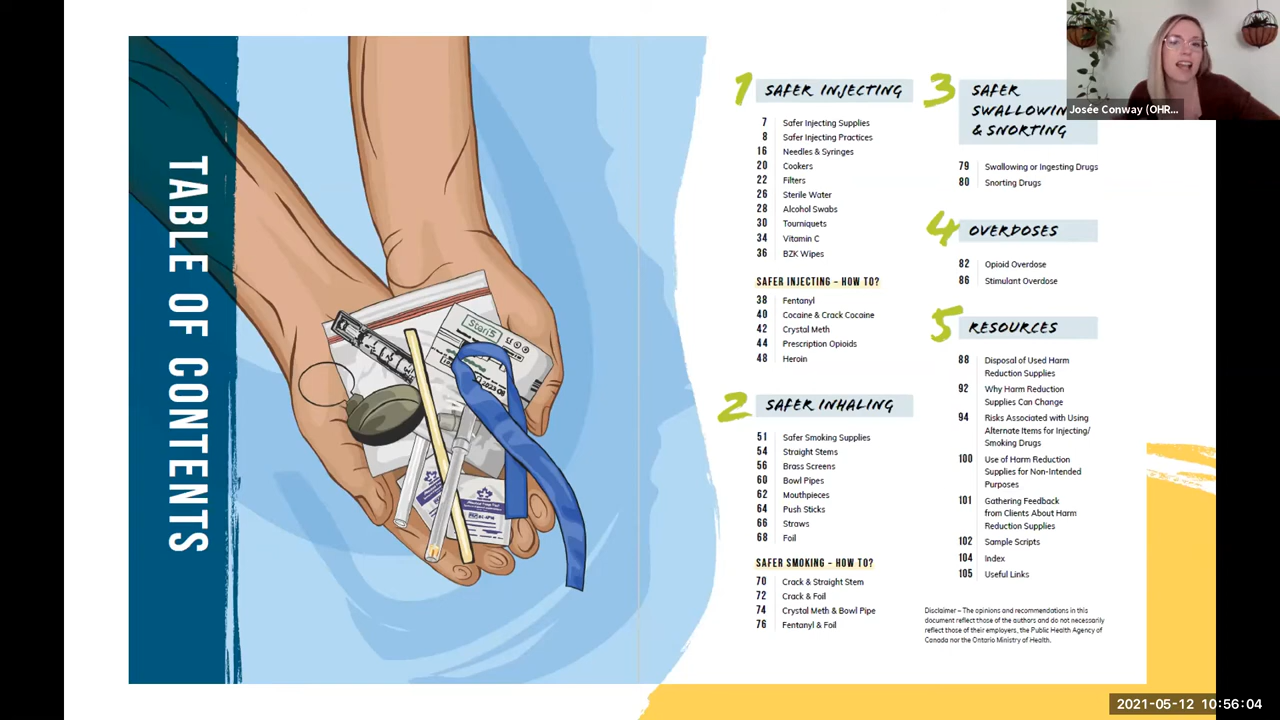 TABLE OF CONTENTS
SteriS
2023 08
1 SAFER INJECTING
7 Safer Injecting Supplies
8 Safer Injecting Practices
16 Needles & Syringes
20 Cookers
22 Filters
26 Sterile Water
28 Alcohol Swabs
30 Tourniquets
34 Vitamin C
36 BZK Wipes
SAFER INJECTING – HOW TO?
38 Fentanyl
40 Cocaine & Crack Cocaine
42 Crystal Meth
44 Prescription Opioids
48 Heroin
2 SAFER INHALING
51 Safer Smoking Supplies
54 Straight Stems
56 Brass Screens
60 Bowl Pipes
62 Mouthpieces
64 Push Sticks
66 Straws
68 Foil
SAFER SMOKING – HOW TO?
70 Crack & Straight Stem
72 Crack & Foil
74 Crystal Meth & Bowl Pipe
76 Fentanyl & Foil
3 SAFER
SWALLOWIN
& SNORTING
79 Swallowing or Ingesting Drugs
80 Snorting Drugs
4 OVERDOSES
82 Opioid Overdose
86 Stimulant Overdose
5 RESOURCES
88 Disposal of Used Harm
Reduction Supplies
92 Why Harm Reduction
Supplies Can Change
94 Risks Associated with Using
Alternate Items for Injecting/
Smoking Drugs
100 Use of Harm Reduction
Supplies for Non-Intended
Purposes
101 Gathering Feedback
from Clients About Harm
Reduction Supplies
102 Sample Scripts
104 Index
105 Useful Links
Disclaimer – The opinions and recommendations in this
document reflect those of the authors and do not necessarily
reflect those of their employers, the Public Health Agency of
Canada nor the Ontario Ministry of Health.
Josée Conway (OHR...
2021-05-12 10:56:04